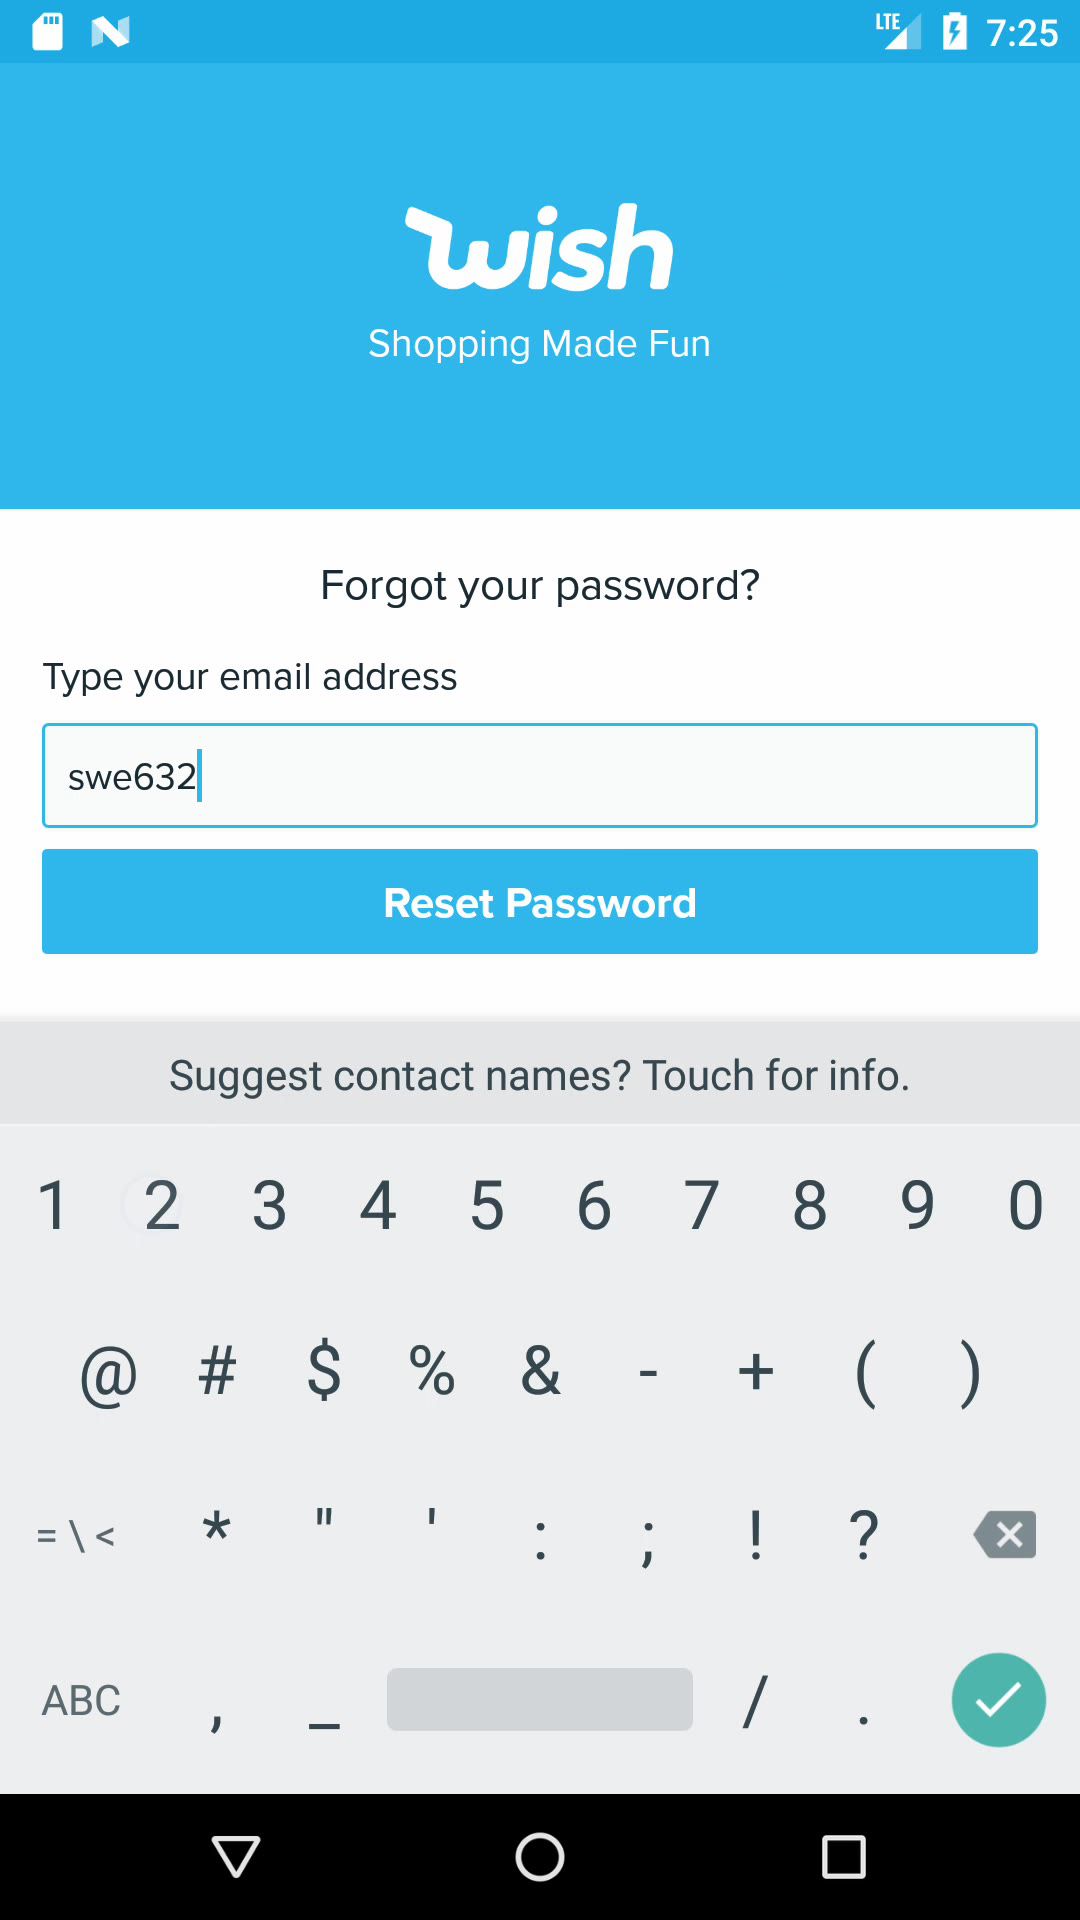 LTE 7:25
wish
Shopping Made Fun
Forgot your password?
Type your email address
swe632
Reset Password
Suggest contact names? Touch for info.
1 2 3 4 5 6 7 8 9 0
@ # $ % & - + ( )
= \ < * " ' : ; ! ?
ABC , _ / .